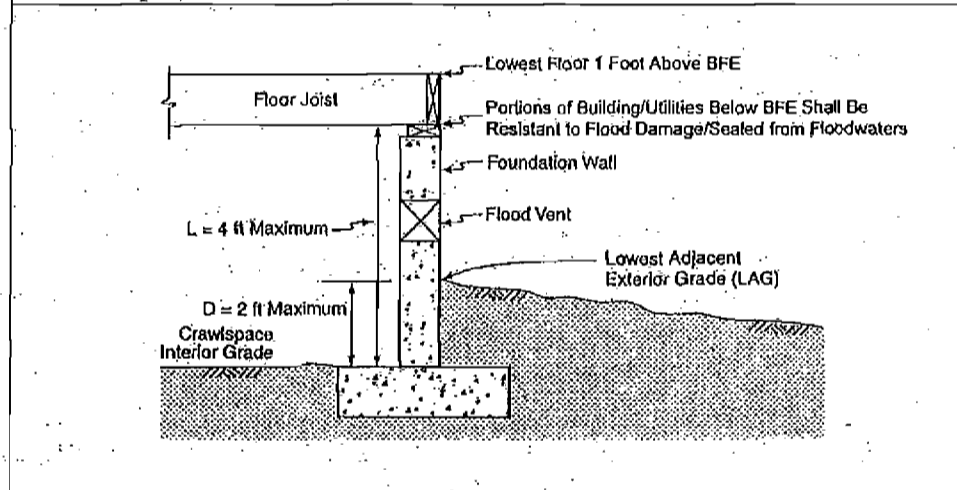 Lowest Floor 1 Foot Above BFE
Floor Joist
Portions of Building/Utilities Below BFE Shall Be
Resistant to Flood Damage/Sealed from Floodwaters
Foundation Wall
Flood Vent
L = 4 ft Maximum
Lowest Adjacent
Exterior Grade (LAG)
D = 2 ft Maximum
Crawlspace
Interior Grade